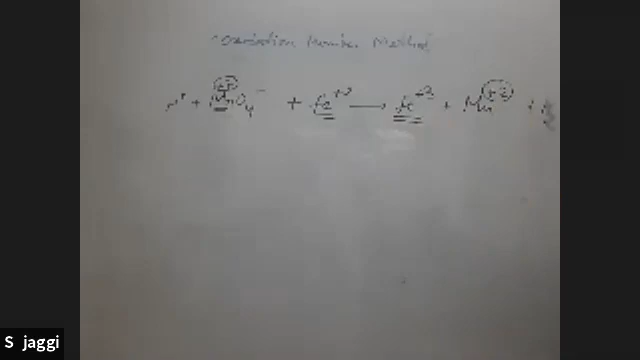 Oxidation Number Method
H⁺ + MnO₄⁻ + Fe⁺² → Fe⁺³ + Mn⁺² +
S jaggi